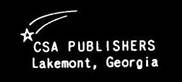 CSA PUBLISHERS
Lakemont, Georgia